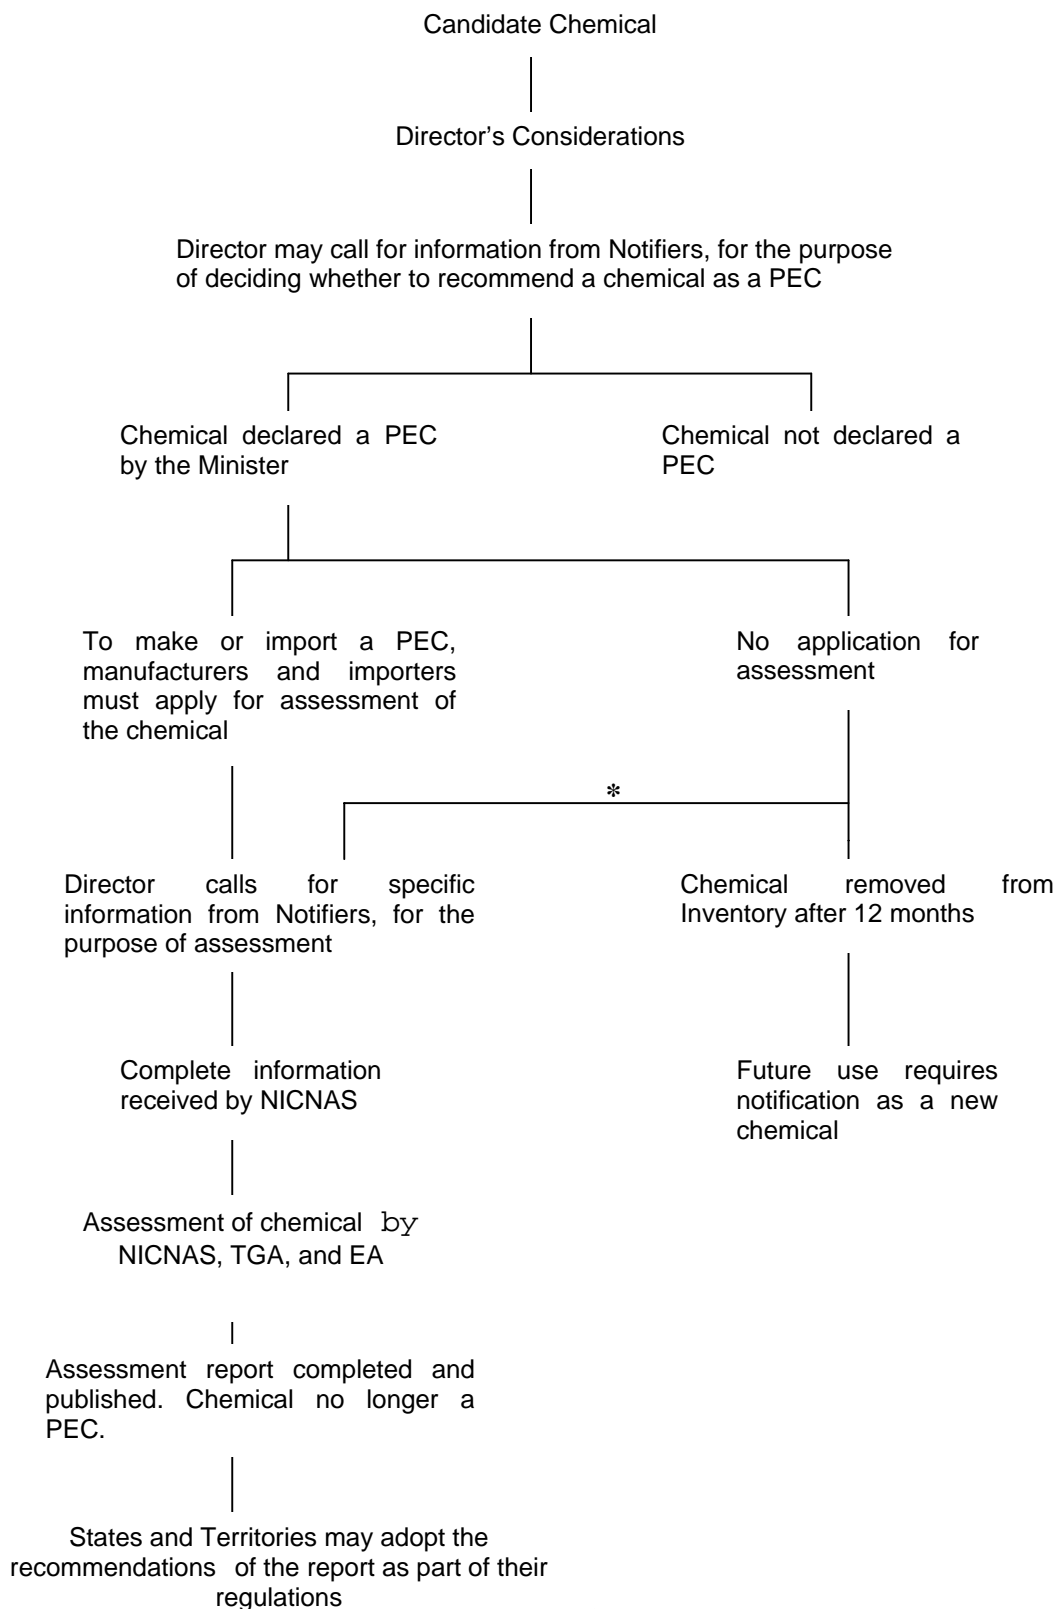 Candidate Chemical
Director's Considerations
Director may call for information from Notifiers, for the purpose
of deciding whether to recommend a chemical as a PEC
Chemical declared a PEC
by the Minister
Chemical not declared a
PEC
To make or import a PEC,
manufacturers and importers
must apply for assessment of
the chemical
No application for
assessment
*
Director calls for specific
information from Notifiers, for the
purpose of assessment
Chemical removed from
Inventory after 12 months
Complete information
received by NICNAS
Future use requires
notification as a new
chemical
Assessment of chemical by
NICNAS, TGA, and EA
Assessment report completed and
published. Chemical no longer a
PEC.
States and Territories may adopt the
recommendations of the report as part of their
regulations